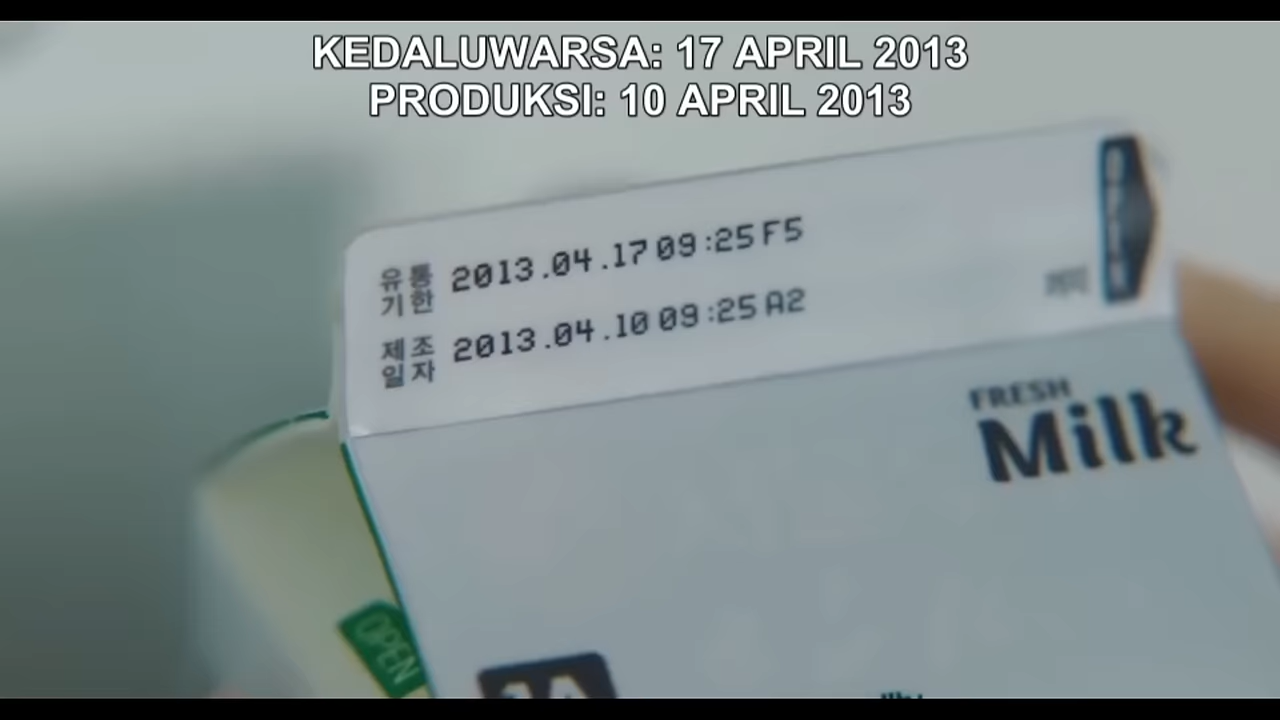 KEDALUWARSA: 17 APRIL 2013
PRODUKSI: 10 APRIL 2013
유통
기한 2013.04.17 09:25 F5
제조
일자 2013.04.10 09:25 A2
FRESH
Milk
OPEN
1A